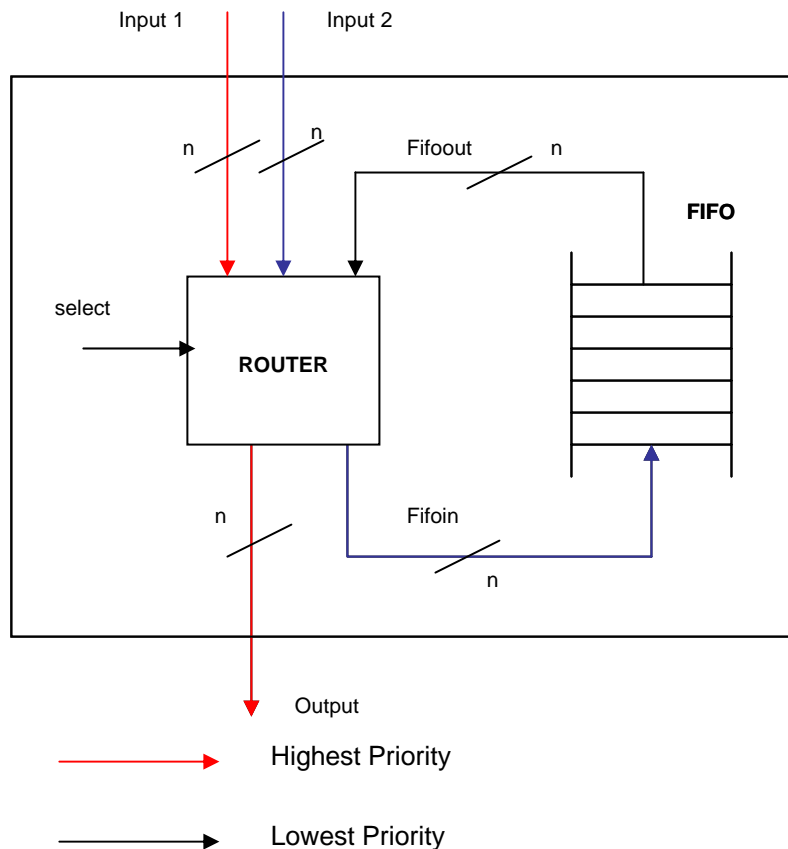 Input 1
Input 2
n
n
Fifoout
n
FIFO
select
ROUTER
n
Fifoin
n
Output
Highest Priority
Lowest Priority